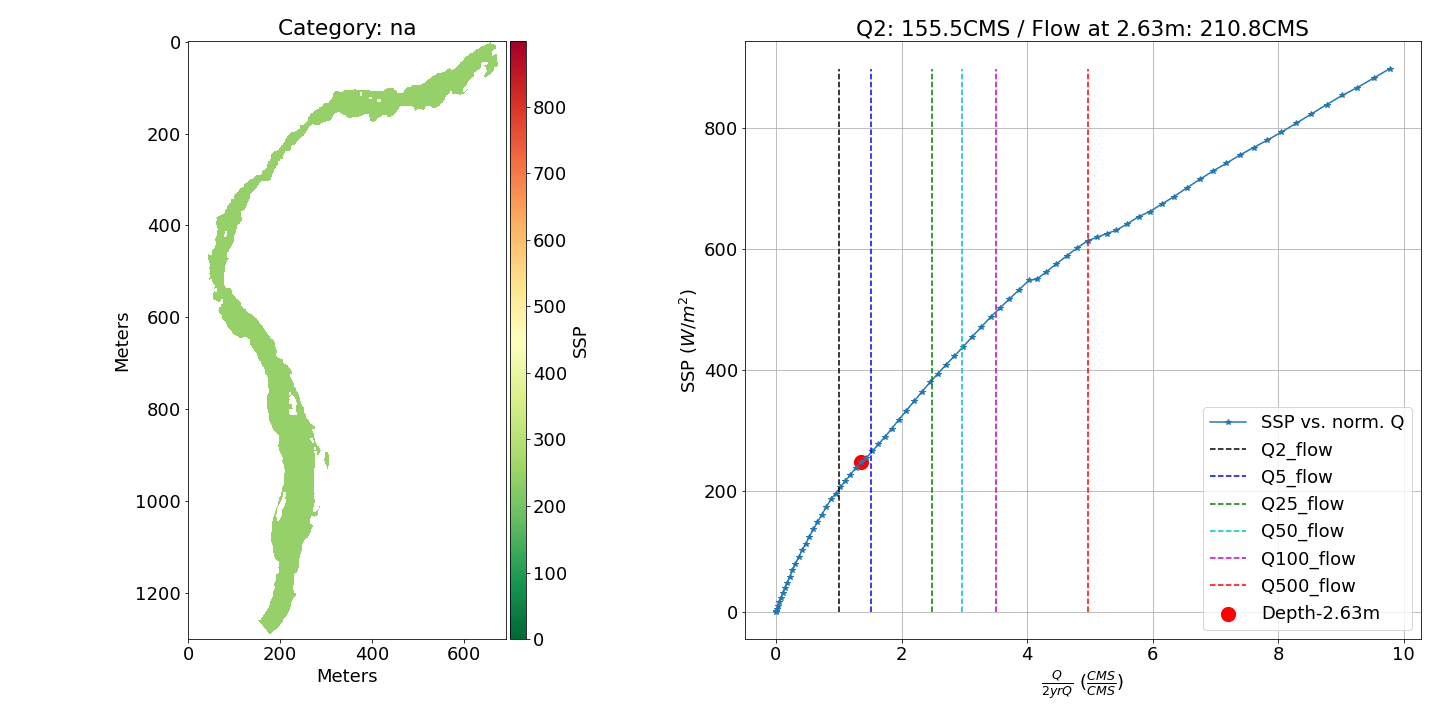 Category: na
0
200
400
600
800
1000
1200
Meters
0
200
400
600
Meters
800
700
600
500
400
300
200
100
0
SSP
Q2: 155.5CMS / Flow at 2.63m: 210.8CMS
800
600
400
200
0
SSP (W/m²)
0
2
4
6
8
10
Q/2yrQ (CMS/CMS)
SSP vs. norm. Q
Q2_flow
Q5_flow
Q25_flow
Q50_flow
Q100_flow
Q500_flow
Depth-2.63m